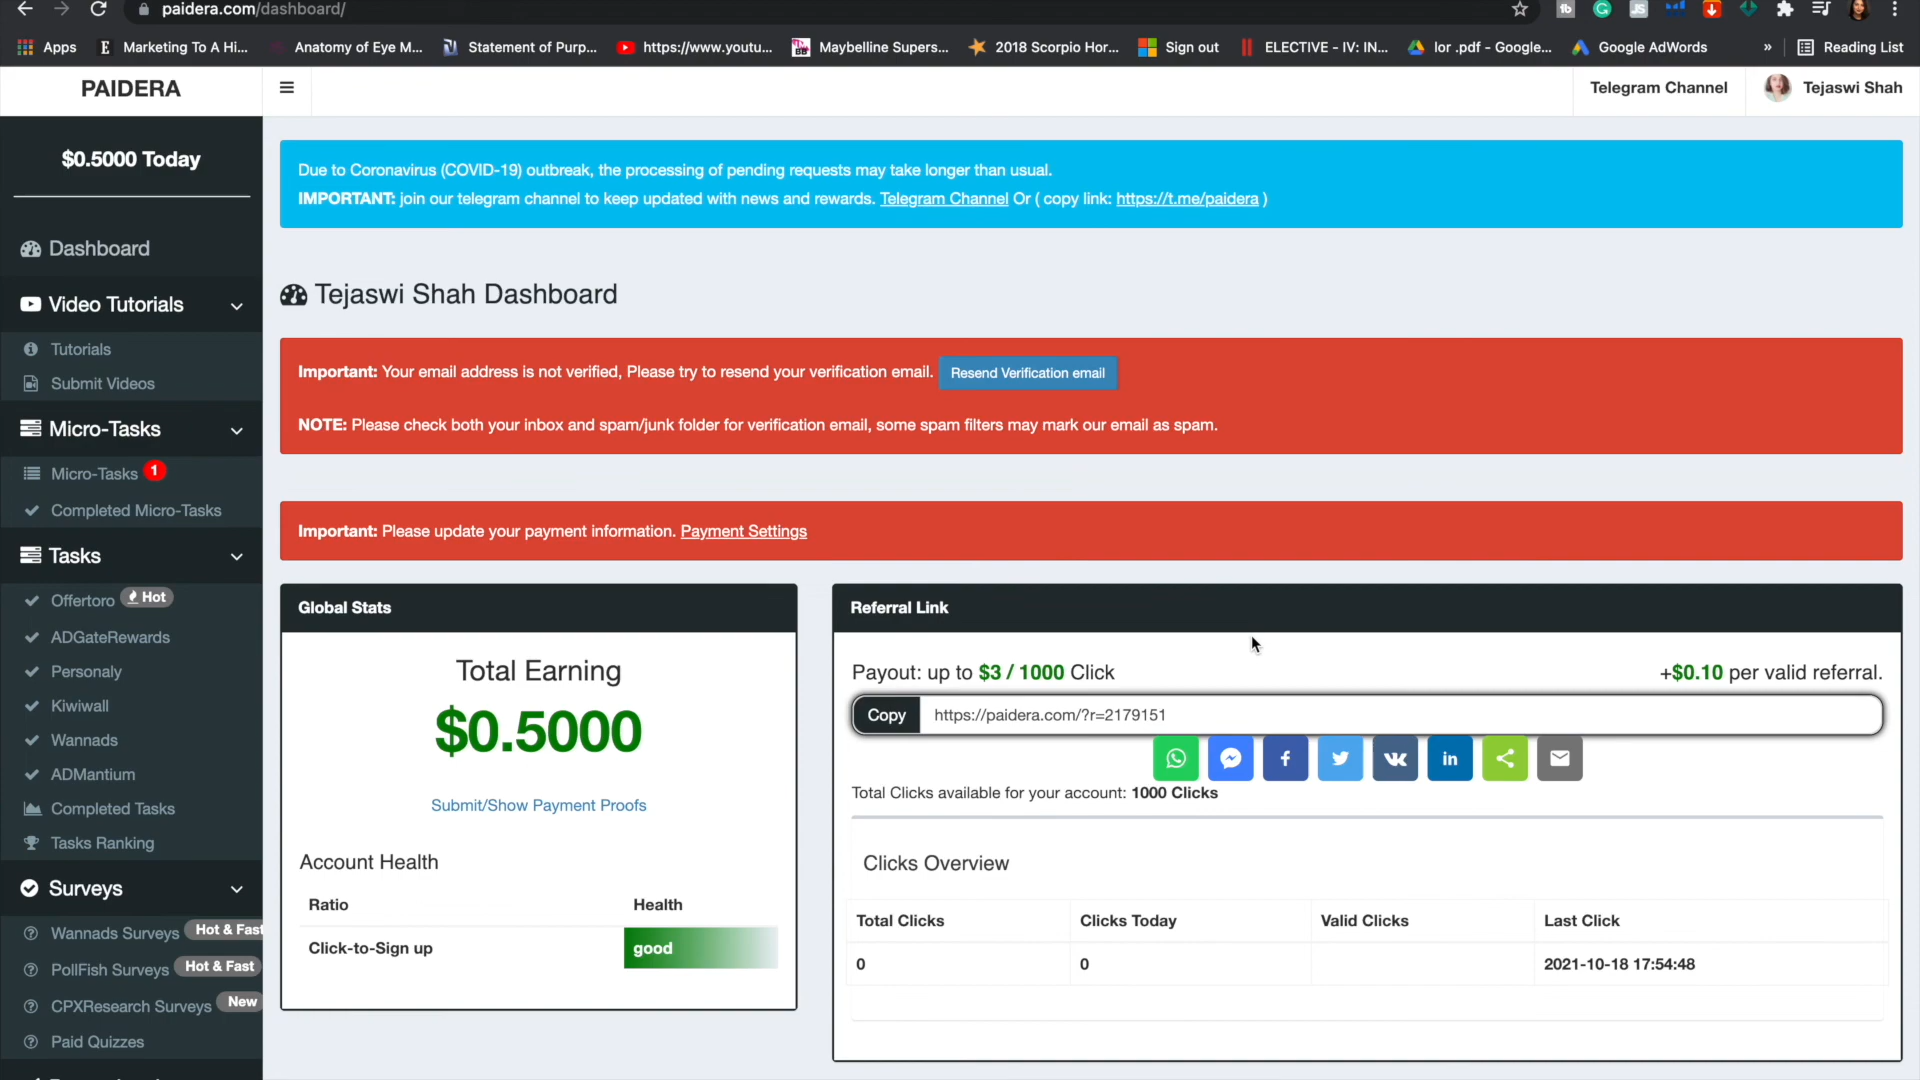 paidera.com/dashboard/
Apps
Marketing To A Hi...
Anatomy of Eye M...
Statement of Purp...
https://www.youtu...
Maybelline Supers...
2018 Scorpio Hor...
Sign out
ELECTIVE - IV: IN...
lor .pdf - Google...
Google AdWords
»
Reading List
PAIDERA
Telegram Channel
Tejaswi Shah
$0.5000 Today
Dashboard
Video Tutorials
Tutorials
Submit Videos
Micro-Tasks
Micro-Tasks 1
Completed Micro-Tasks
Tasks
Offertoro Hot
ADGateRewards
Personaly
Kiwiwall
Wannads
ADMantium
Completed Tasks
Tasks Ranking
Surveys
Wannads Surveys Hot & Fast
PollFish Surveys Hot & Fast
CPXResearch Surveys New
Paid Quizzes
Due to Coronavirus (COVID-19) outbreak, the processing of pending requests may take longer than usual.
IMPORTANT: join our telegram channel to keep updated with news and rewards. Telegram Channel Or ( copy link: https://t.me/paidera )
Tejaswi Shah Dashboard
Important: Your email address is not verified, Please try to resend your verification email. Resend Verification email
NOTE: Please check both your inbox and spam/junk folder for verification email, some spam filters may mark our email as spam.
Important: Please update your payment information. Payment Settings
Global Stats
Total Earning
$0.5000
Submit/Show Payment Proofs
Account Health
Ratio Health
Click-to-Sign up good
Referral Link
Payout: up to $3 / 1000 Click +$0.10 per valid referral.
Copy https://paidera.com/?r=2179151
Total Clicks available for your account: 1000 Clicks
Clicks Overview
Total Clicks Clicks Today Valid Clicks Last Click
0 0 2021-10-18 17:54:48